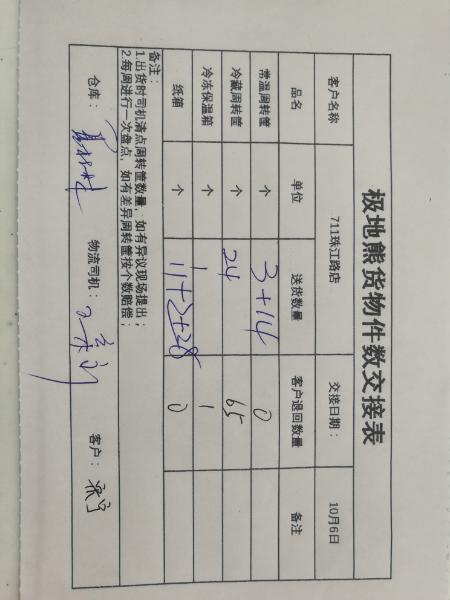 极地熊货物件数交接表
客户名称 711珠江路店 交接日期： 10月6日
品名 单位 送货数量 客户退回数量 备注
常温周转筐 个 3+14 0
冷藏周转筐 个 24 65
冷冻保温箱 个 1 1
纸箱 个 0
备注：
1.出货时司机清点周转筐数量，如有异议现场提出；
2.每周进行一次盘点，如有差异周转筐按个数赔偿；
仓库： 物流司机： 客户：